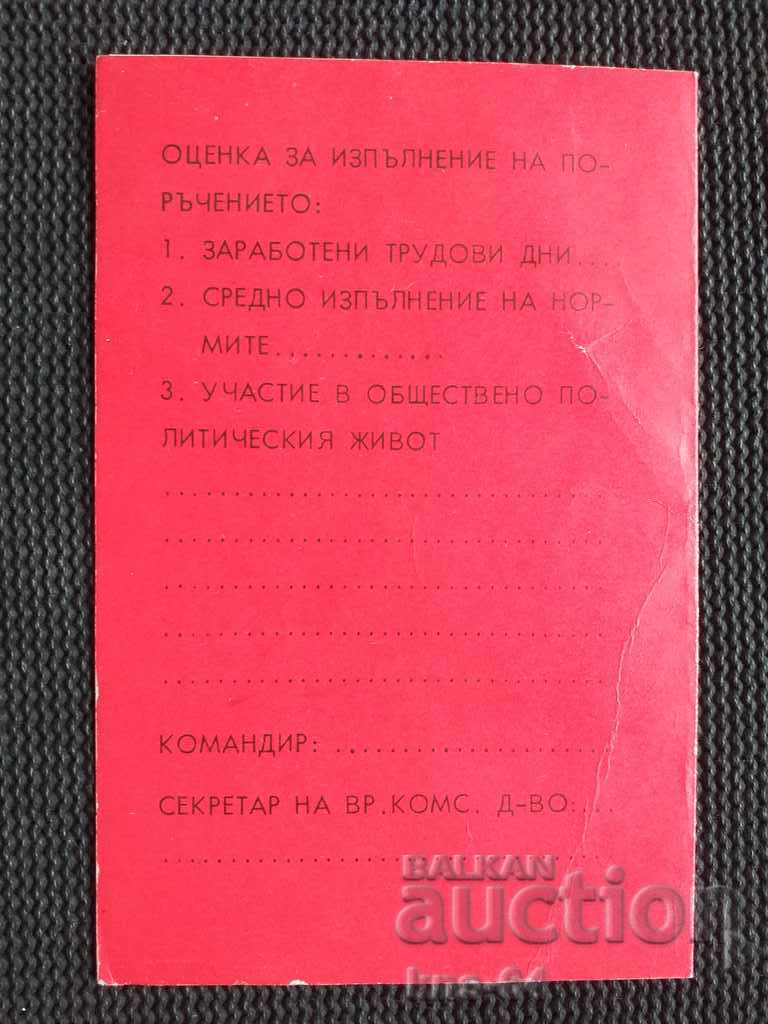 ОЦЕНКА ЗА ИЗПЪЛНЕНИЕ НА ПО-
РЪЧЕНИЕТО:
1. ЗАРАБОТЕНИ ТРУДОВИ ДНИ....
2. СРЕДНО ИЗПЪЛНЕНИЕ НА НОР-
МИТЕ.............
3. УЧАСТИЕ В ОБЩЕСТВЕНО ПО-
ЛИТИЧЕСКИЯ ЖИВОТ
..................................
..................................
..................................
..................................
..................................
КОМАНДИР: .....................
СЕКРЕТАР НА ВР.КОМС. Д-ВО:...
..................................
BALKAN
auction